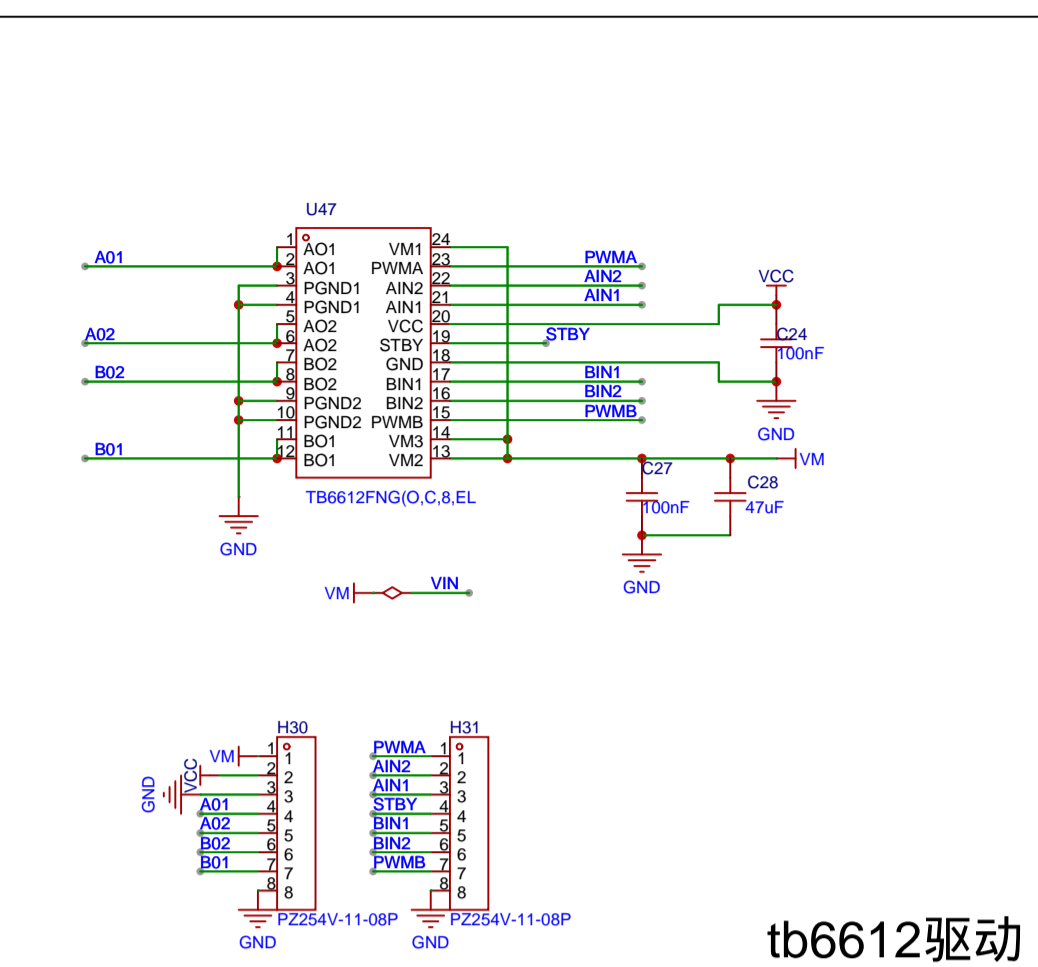 U47
1 AO1 VM1 24
A01 2 AO1 PWMA 23 PWMA
3 PGND1 AIN2 22 AIN2
4 PGND1 AIN1 21 AIN1
5 AO2 VCC 20
A02 6 AO2 STBY 19 STBY
7 BO2 GND 18
B02 8 BO2 BIN1 17 BIN1
9 PGND2 BIN2 16 BIN2
10 PGND2 PWMB 15 PWMB
11 BO1 VM3 14
B01 12 BO1 VM2 13
TB6612FNG(O,C,8,EL
GND
VCC
C24
100nF
GND
VM
C27
100nF
C28
47uF
GND
VM VIN
H30
VM 1 1
VCC 2 2
GND 3 3
A01 4 4
A02 5 5
B02 6 6
B01 7 7
8 8
PZ254V-11-08P
GND
H31
PWMA 1 1
AIN2 2 2
AIN1 3 3
STBY 4 4
BIN1 5 5
BIN2 6 6
PWMB 7 7
8 8
PZ254V-11-08P
GND
tb6612驱动